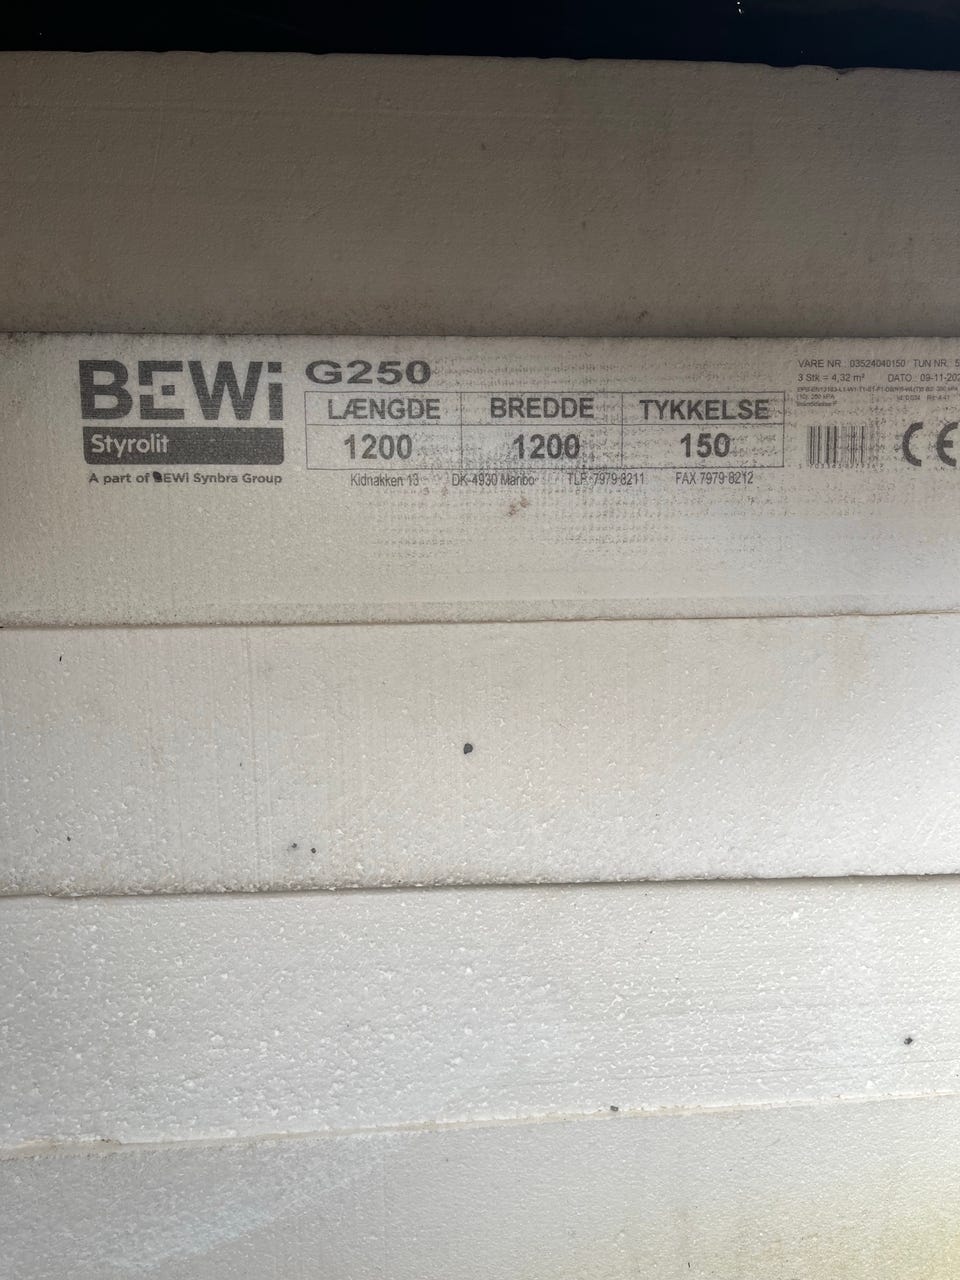 BEWi
Styrolit
A part of BEWi Synbra Group
G250
LÆNGDE BREDDE TYKKELSE
1200 1200 150
Kidnakken 13 DK-4930 Maribo TLF 7979 8211 FAX 7979 8212
VARE NR 03524040150 TUN NR. 5
3 Stk = 4,32 m² DATO 09-11-202
CE